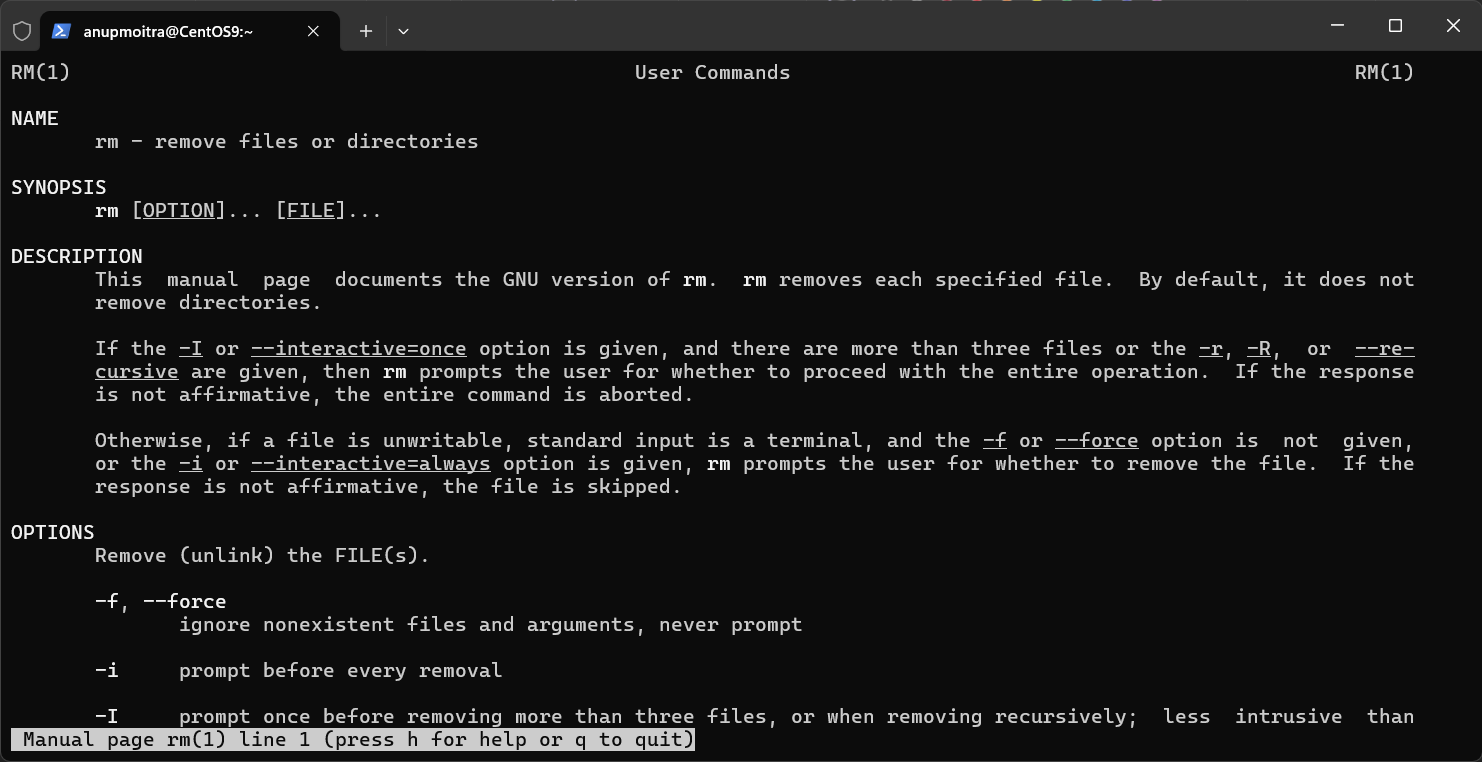 anupmoitra@CentOS9:~
RM(1) User Commands RM(1)
NAME
rm - remove files or directories
SYNOPSIS
rm [OPTION]... [FILE]...
DESCRIPTION
This manual page documents the GNU version of rm. rm removes each specified file. By default, it does not
remove directories.
If the -I or --interactive=once option is given, and there are more than three files or the -r, -R, or --re-
cursive are given, then rm prompts the user for whether to proceed with the entire operation. If the response
is not affirmative, the entire command is aborted.
Otherwise, if a file is unwritable, standard input is a terminal, and the -f or --force option is not given,
or the -i or --interactive=always option is given, rm prompts the user for whether to remove the file. If the
response is not affirmative, the file is skipped.
OPTIONS
Remove (unlink) the FILE(s).
-f, --force
ignore nonexistent files and arguments, never prompt
-i prompt before every removal
-I prompt once before removing more than three files, or when removing recursively; less intrusive than
Manual page rm(1) line 1 (press h for help or q to quit)